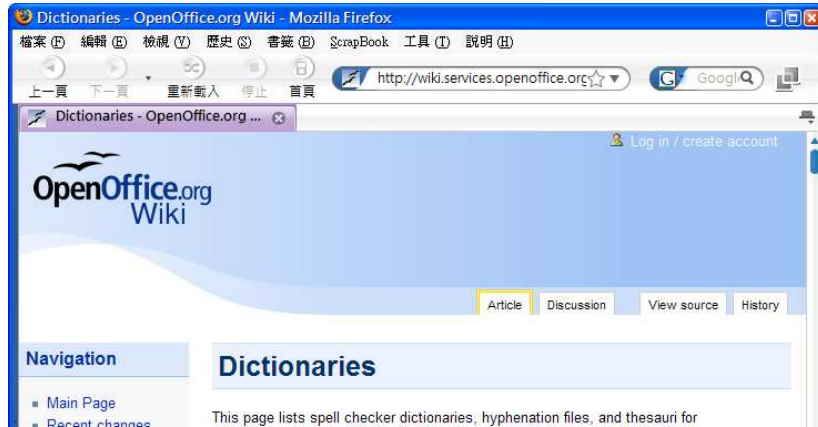 Dictionaries - OpenOffice.org Wiki - Mozilla Firefox
檔案 (F) 編輯 (E) 檢視 (V) 歷史 (S) 書籤 (B) ScrapBook 工具 (T) 說明 (H)
上一頁 下一頁 重新載入 停止 首頁 http://wiki.services.openoffice.org Google
Dictionaries - OpenOffice.org ...
Log in / create account
OpenOffice.org
Wiki
Article Discussion View source History
Navigation
Dictionaries
Main Page
This page lists spell checker dictionaries, hyphenation files, and thesauri for
Recent changes